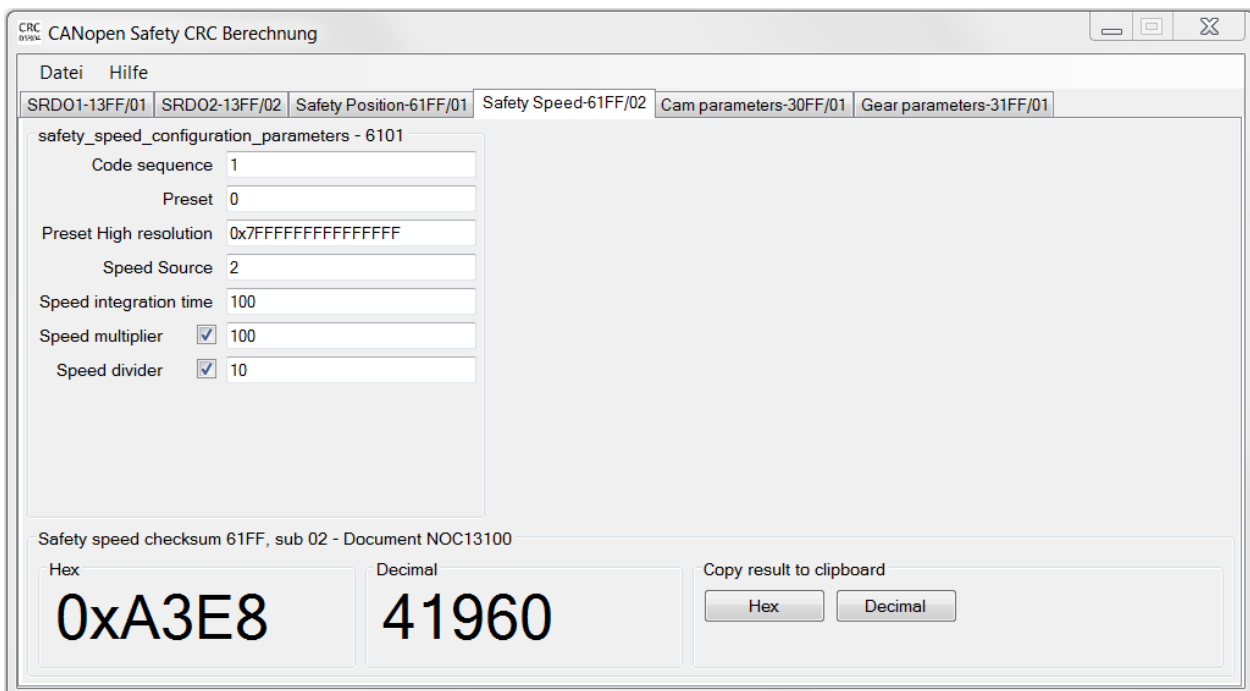 CRC CANopen Safety CRC Berechnung
Datei Hilfe
SRDO1-13FF/01 SRDO2-13FF/02 Safety Position-61FF/01 Safety Speed-61FF/02 Cam parameters-30FF/01 Gear parameters-31FF/01
safety_speed_configuration_parameters - 6101
Code sequence 1
Preset 0
Preset High resolution 0x7FFFFFFFFFFFFFFF
Speed Source 2
Speed integration time 100
Speed multiplier 100
Speed divider 10
Safety speed checksum 61FF, sub 02 - Document NOC13100
Hex Decimal Copy result to clipboard
0xA3E8 41960 Hex Decimal